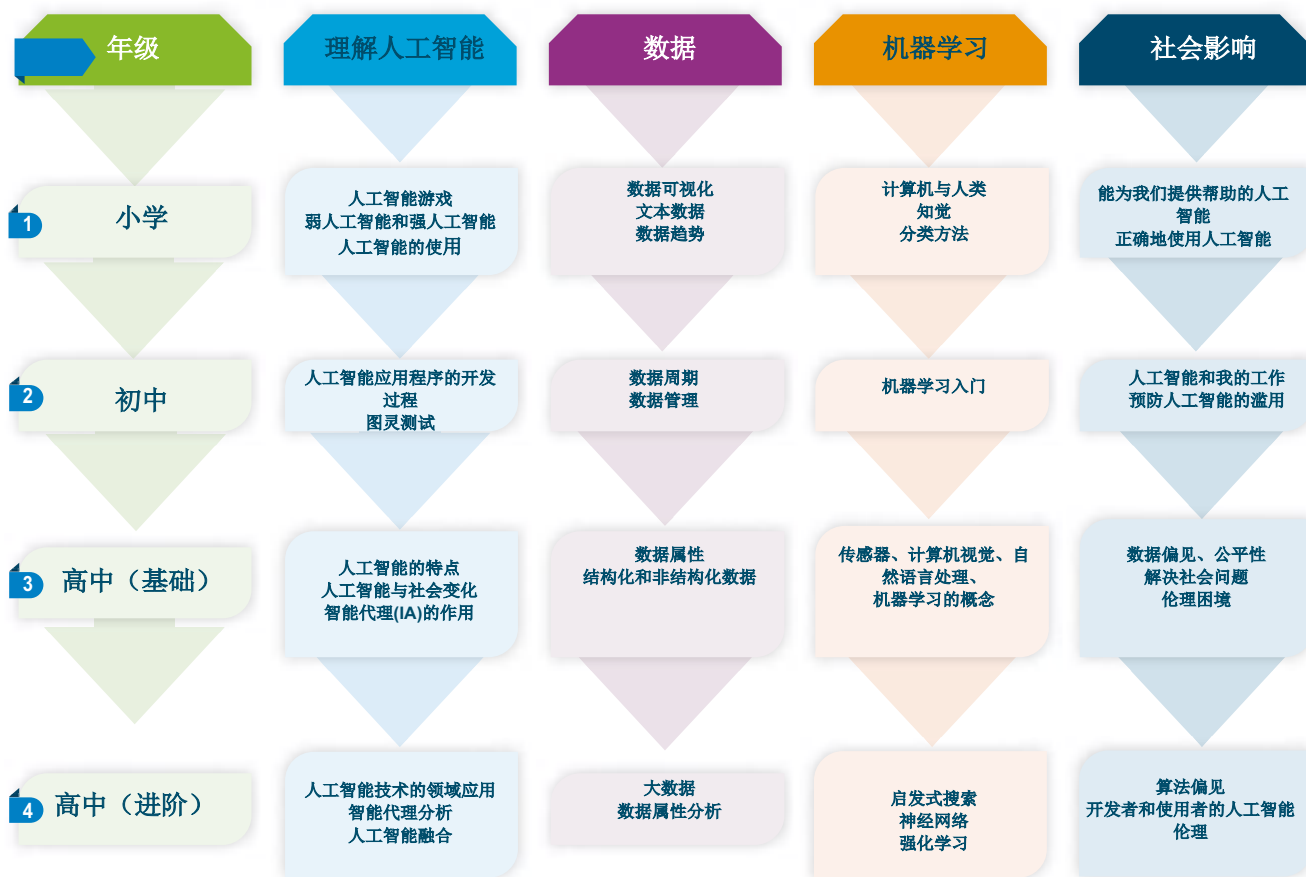 年级
理解人工智能
数据
机器学习
社会影响
1
小学
人工智能游戏
弱人工智能和强人工智能
人工智能的使用
数据可视化
文本数据
数据趋势
计算机与人类
知觉
分类方法
能为我们提供帮助的人工
智能
正确地使用人工智能
2
初中
人工智能应用程序的开发
过程
图灵测试
数据周期
数据管理
机器学习入门
人工智能和我的工作
预防人工智能的滥用
3
高中（基础）
人工智能的特点
人工智能与社会变化
智能代理(IA)的作用
数据属性
结构化和非结构化数据
传感器、计算机视觉、自
然语言处理、
机器学习的概念
数据偏见、公平性
解决社会问题
伦理困境
4
高中（进阶）
人工智能技术的领域应用
智能代理分析
人工智能融合
大数据
数据属性分析
启发式搜索
神经网络
强化学习
算法偏见
开发者和使用者的人工智能
伦理